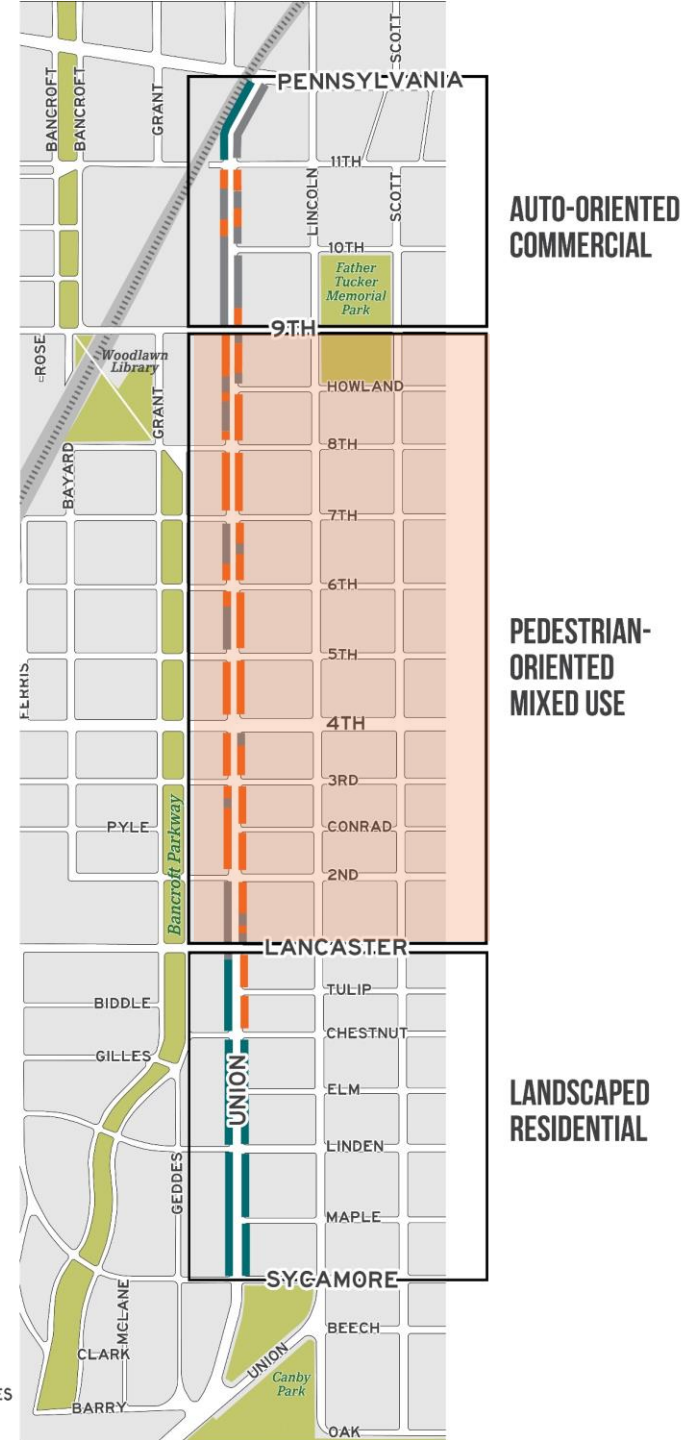 SCOTT
PENNSYLVANIA
BANCROFT
BANCROFT
GRANT
11TH
LINCOLN
SCOTT
AUTO-ORIENTED
COMMERCIAL
10TH
Father
Tucker
Memorial
Park
9TH
ROSE
Woodlawn
Library
GRANT
HOWLAND
8TH
BAYARD
7TH
6TH
5TH
PEDESTRIAN-
ORIENTED
MIXED USE
FERRIS
4TH
3RD
PYLE
CONRAD
Bancroft Parkway
2ND
LANCASTER
TULIP
BIDDLE
CHESTNUT
GILLES
UNION
ELM
LANDSCAPED
RESIDENTIAL
LINDEN
GEDDES
MAPLE
SYCAMORE
MCLANE
BEECH
CLARK
UNION
Canby
Park
ES
BARRY
OAK